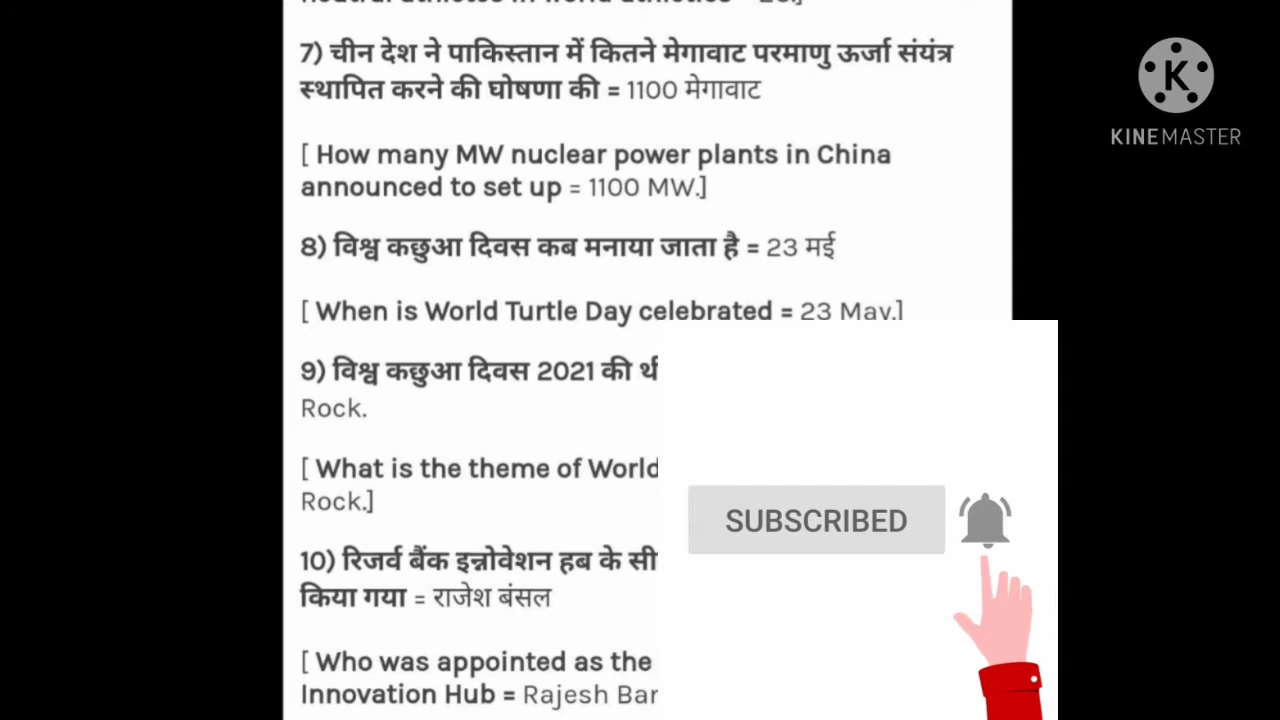 7) चीन देश ने पाकिस्तान में कितने मेगावाट परमाणु ऊर्जा संयंत्र
स्थापित करने की घोषणा की = 1100 मेगावाट
[ How many MW nuclear power plants in China
announced to set up = 1100 MW.]
8) विश्व कछुआ दिवस कब मनाया जाता है = 23 मई
[ When is World Turtle Day celebrated = 23 May.]
9) विश्व कछुआ दिवस 2021 की
Rock.
[ What is the theme of World
Rock.]
10) रिजर्व बैंक इन्नोवेशन हब के
किया गया = राजेश बंसल
[ Who was appointed as the
Innovation Hub = Rajesh
SUBSCRIBED
K
KINEMASTER